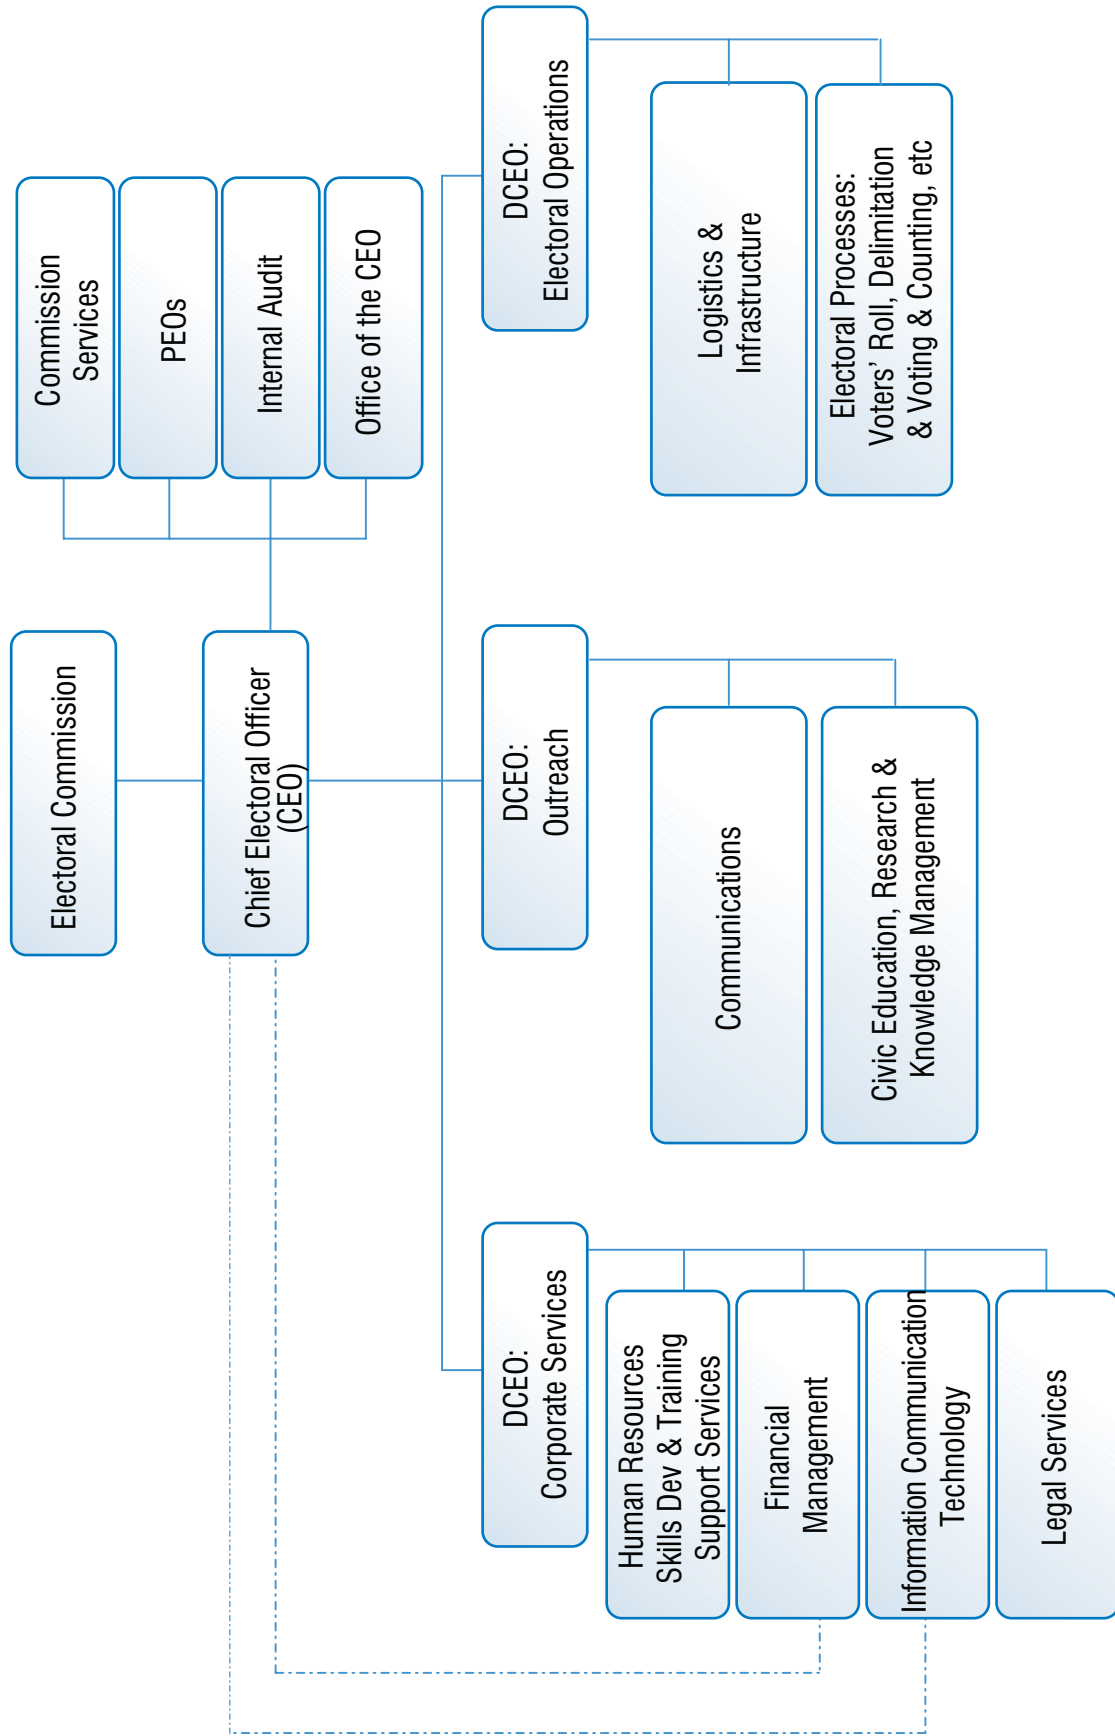 Electoral Commission
Chief Electoral Officer
(CEO)
Commission
Services
PEOs
Internal Audit
Office of the CEO
DCEO:
Corporate Services
Human Resources
Skills Dev & Training
Support Services
Financial
Management
Information Communication
Technology
Legal Services
DCEO:
Outreach
Communications
Civic Education, Research &
Knowledge Management
DCEO:
Electoral Operations
Logistics &
Infrastructure
Electoral Processes:
Voters’ Roll, Delimitation
& Voting & Counting, etc